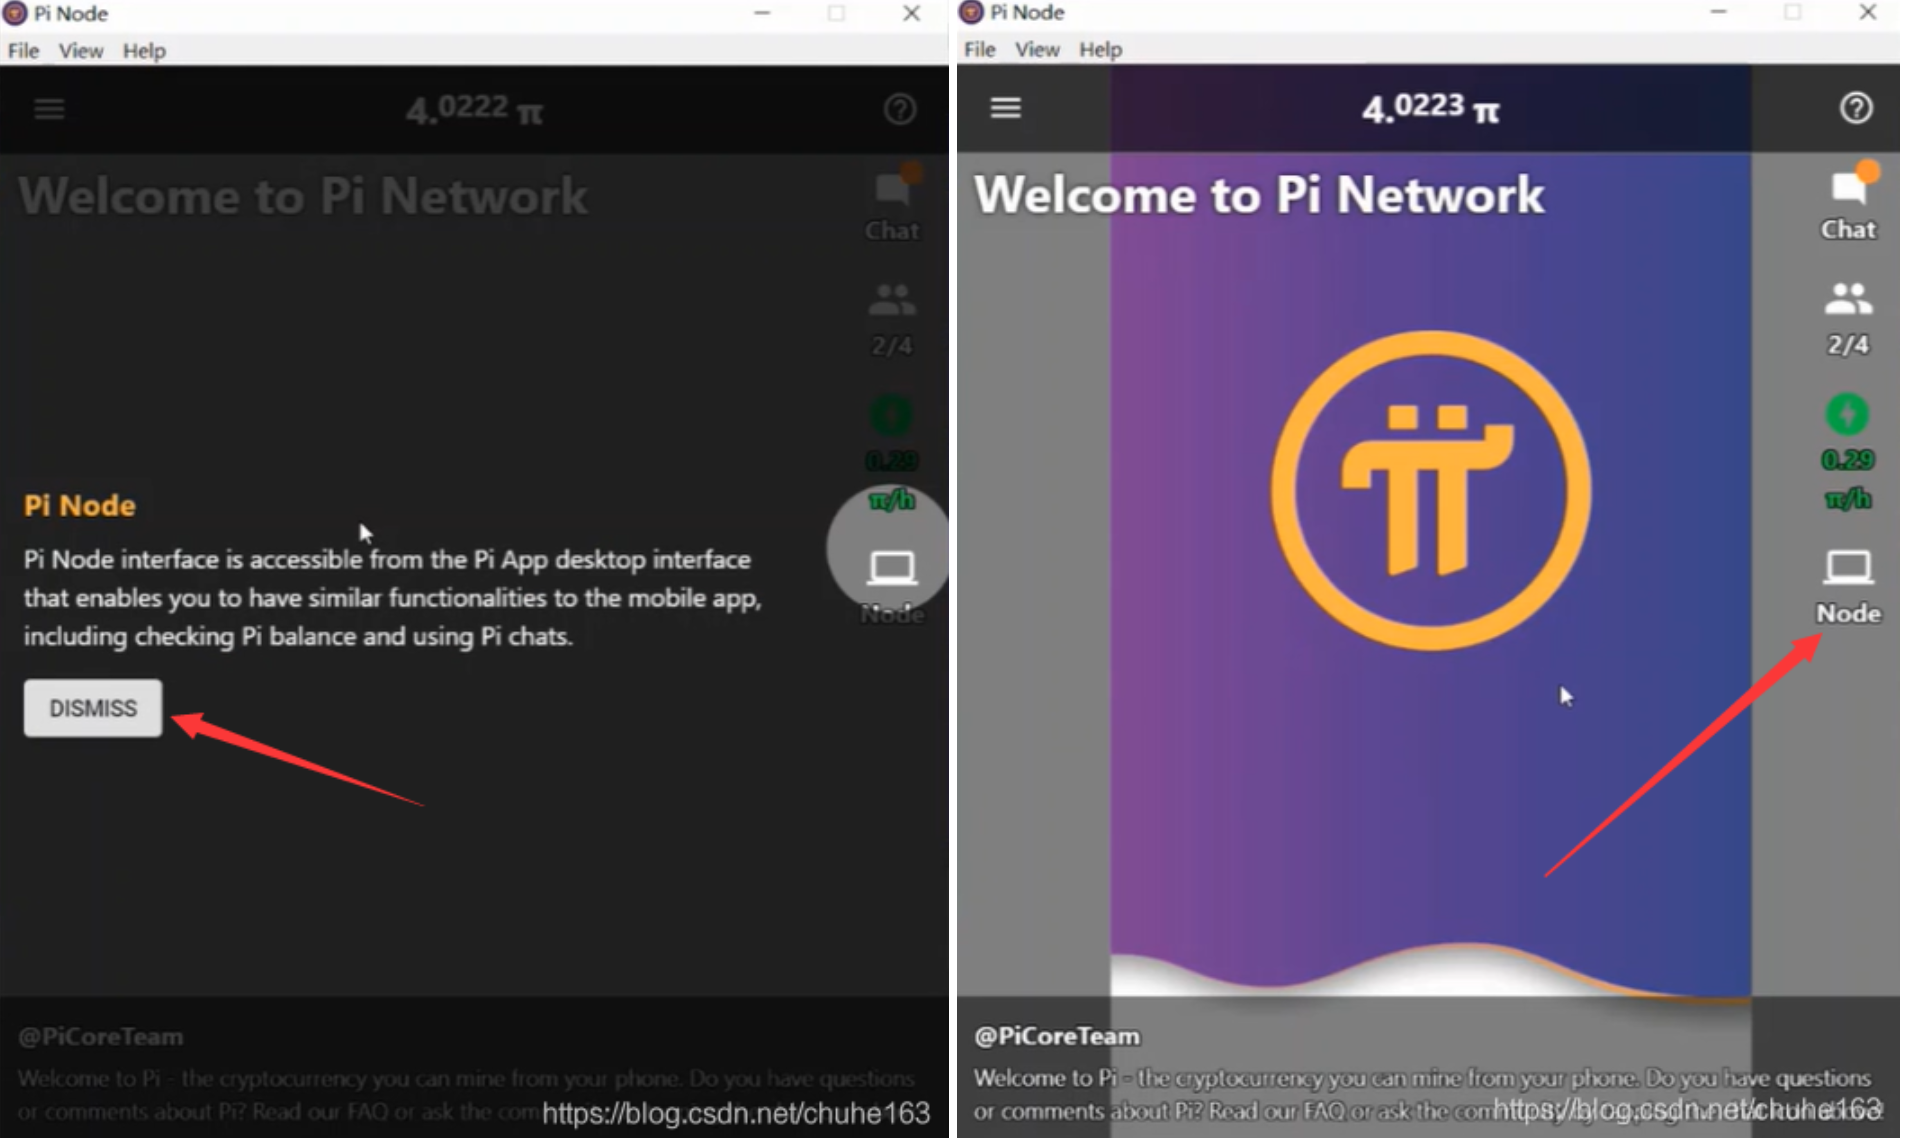 Pi Node
File View Help
4.0222 π
Welcome to Pi Network
Chat
2/4
0.29
π/h
Node
Pi Node
Pi Node interface is accessible from the Pi App desktop interface
that enables you to have similar functionalities to the mobile app,
including checking Pi balance and using Pi chats.
DISMISS
@PiCoreTeam
Welcome to Pi - the cryptocurrency you can mine from your phone. Do you have questions
or comments about Pi? Read our FAQ or ask the
https://blog.csdn.net/chuhe163
Pi Node
File View Help
4.0223 π
Welcome to Pi Network
Chat
2/4
0.29
π/h
Node
@PiCoreTeam
Welcome to Pi - the cryptocurrency you can mine from your phone. Do you have questions
or comments about Pi? Read our FAQ or ask the
https://blog.csdn.net/chuhe163